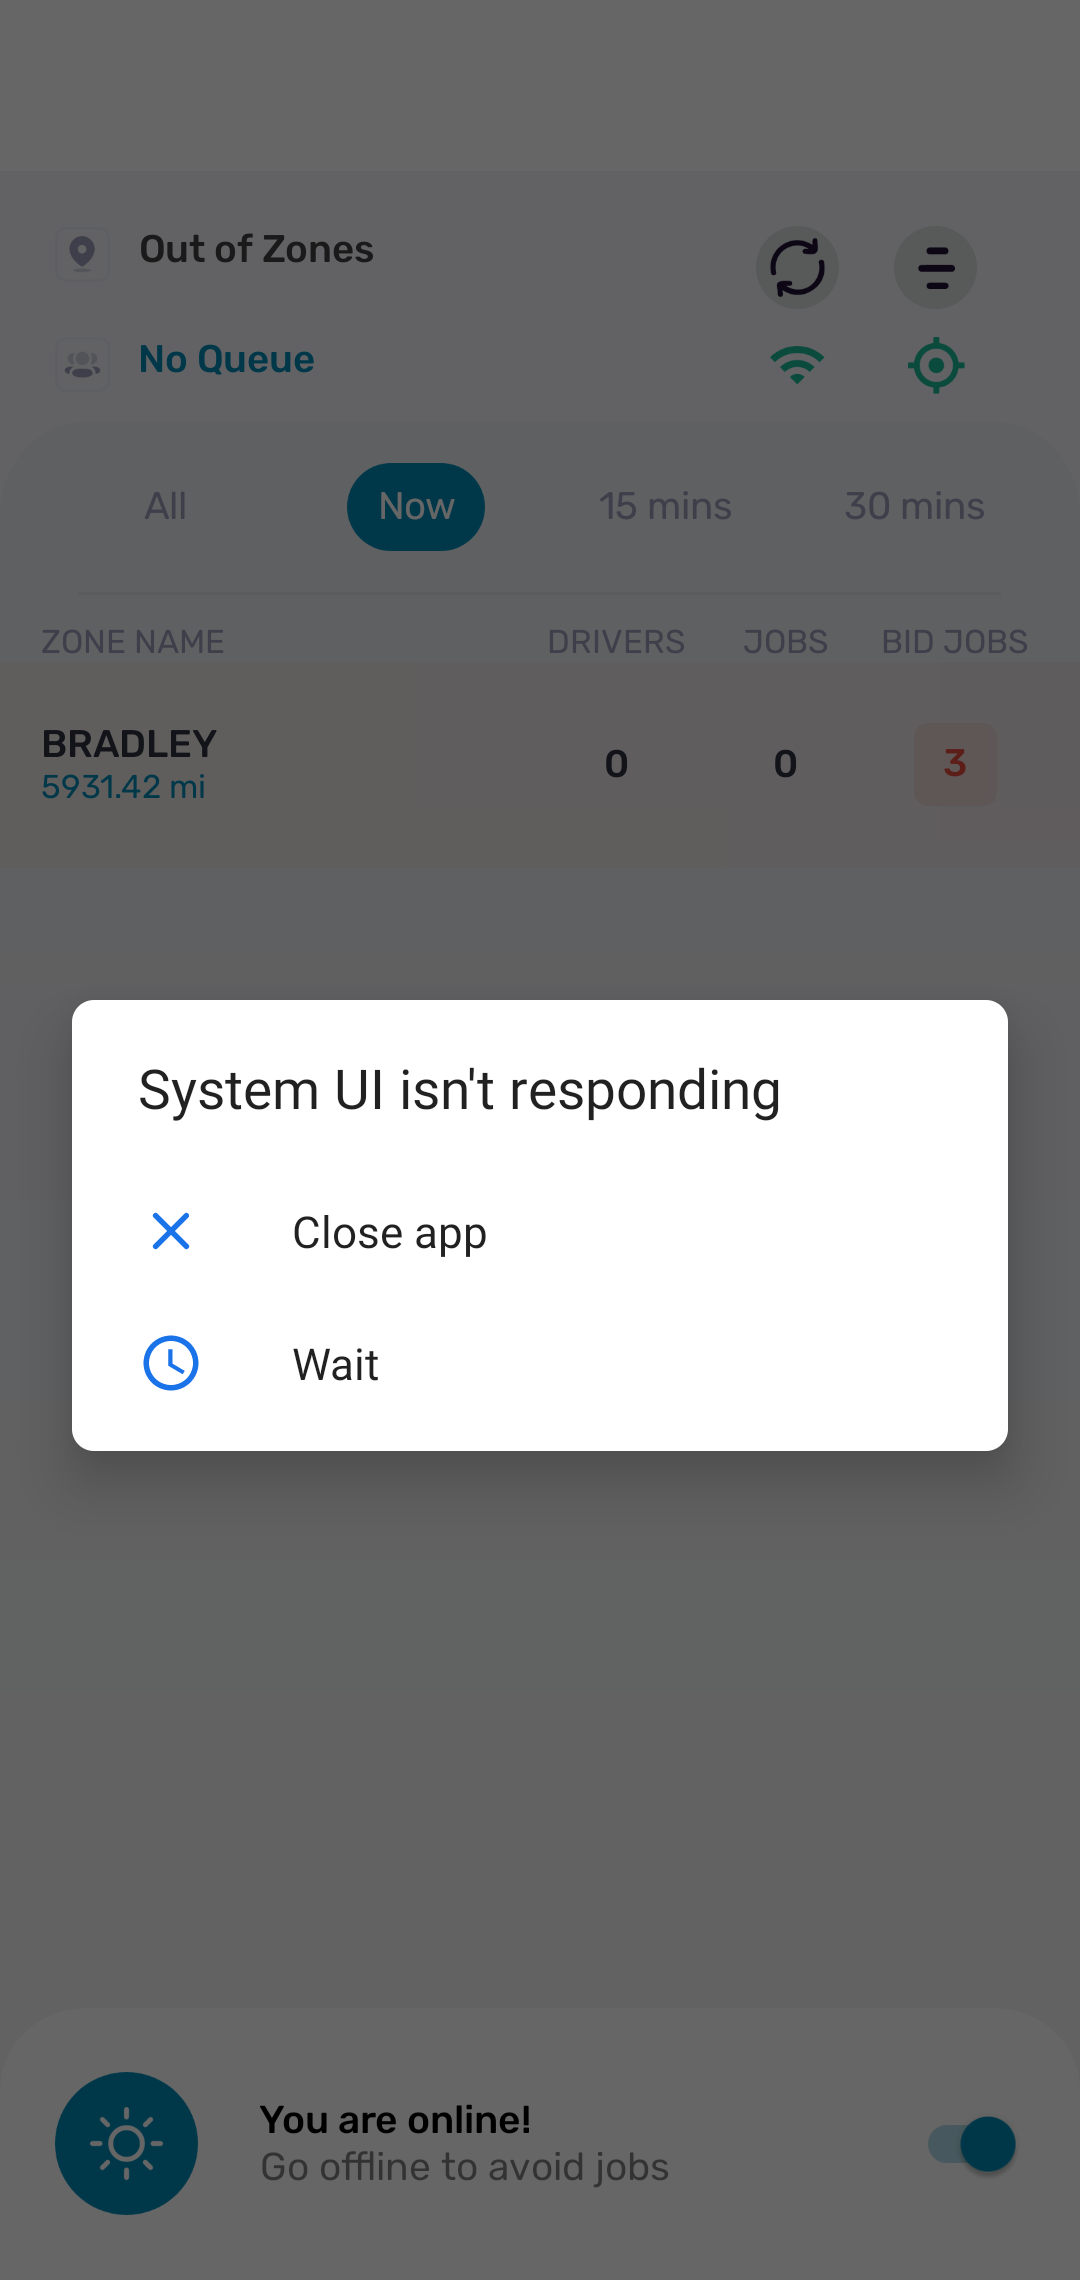 Out of Zones
No Queue
All Now 15 mins 30 mins
ZONE NAME DRIVERS JOBS BID JOBS
BRADLEY 0 0 3
5931.42 mi
System UI isn't responding
Close app
Wait
You are online!
Go offline to avoid jobs